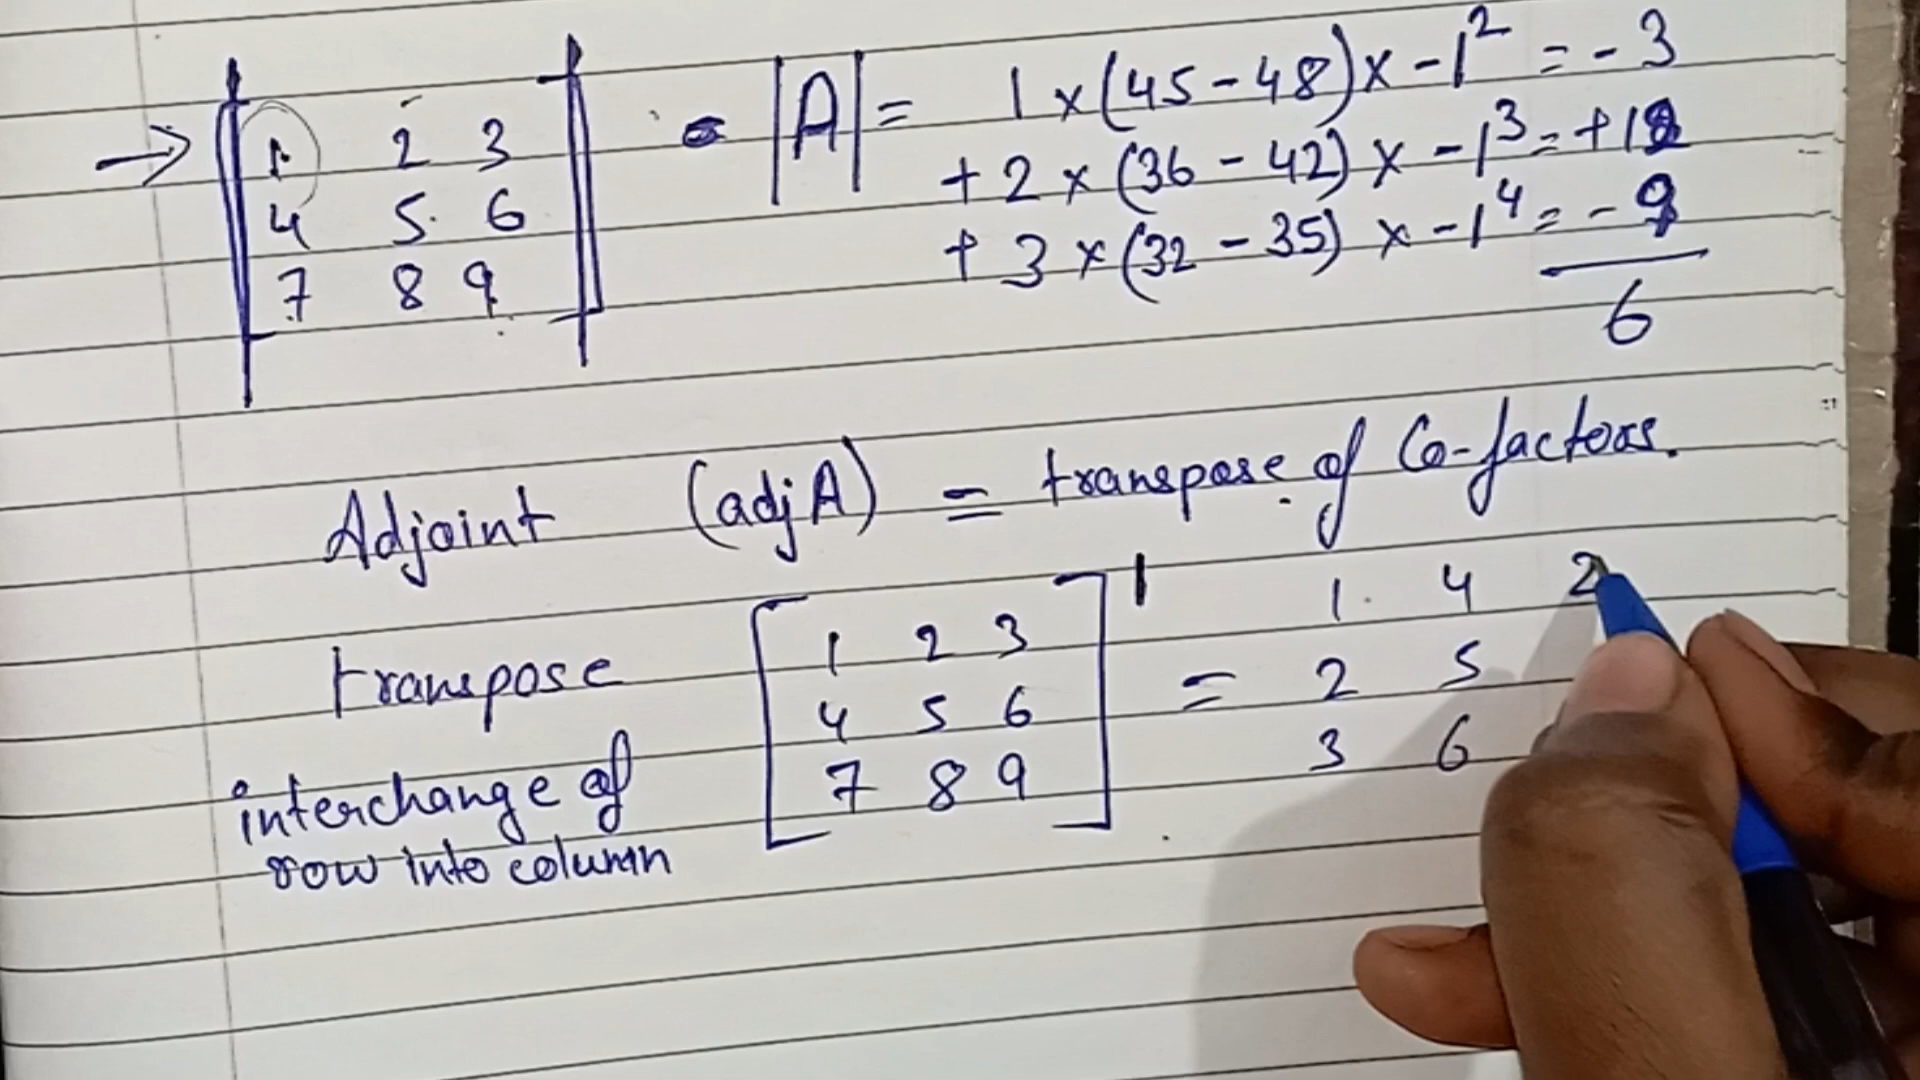 → 1 2 3 = |A| = 1 × (45 - 48) × -1² = - 3
4 5 6 + 2 × (36 - 42) × -1³ = +12
7 8 9 + 3 × (32 - 35) × -1⁴ = - 9
6
Adjoint (adj A) = transpose of Co-factors.
transpose
interchange of
row into column
[1 2 3
4 5 6
7 8 9]' =
1 4 2
2 5
3 6